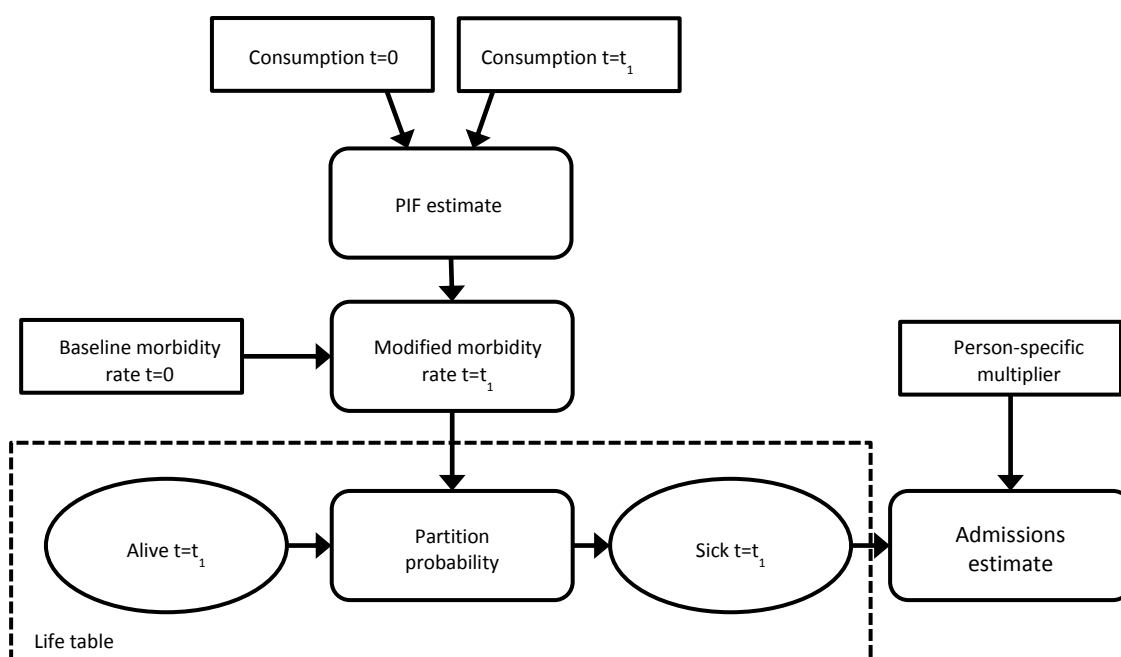 Consumption t=0
Consumption t=t₁
PIF estimate
Baseline morbidity
rate t=0
Modified morbidity
rate t=t₁
Person-specific
multiplier
Alive t=t₁
Partition
probability
Sick t=t₁
Admissions
estimate
Life table